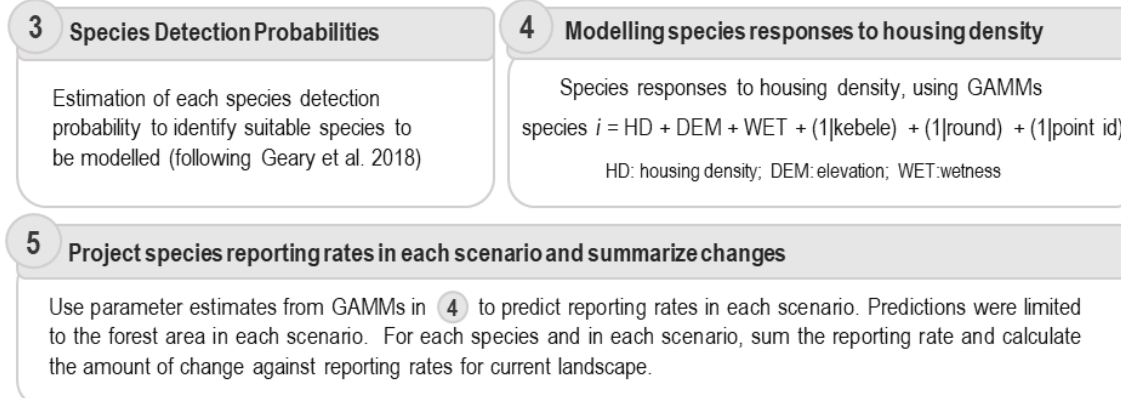 3 Species Detection Probabilities
Estimation of each species detection
probability to identify suitable species to
be modelled (following Geary et al. 2018)
4 Modelling species responses to housing density
Species responses to housing density, using GAMMs
species i = HD + DEM + WET + (1|kebele) + (1|round) + (1|point id)
HD: housing density; DEM: elevation; WET:wetness
5 Project species reporting rates in each scenario and summarize changes
Use parameter estimates from GAMMs in 4 to predict reporting rates in each scenario. Predictions were limited
to the forest area in each scenario. For each species and in each scenario, sum the reporting rate and calculate
the amount of change against reporting rates for current landscape.